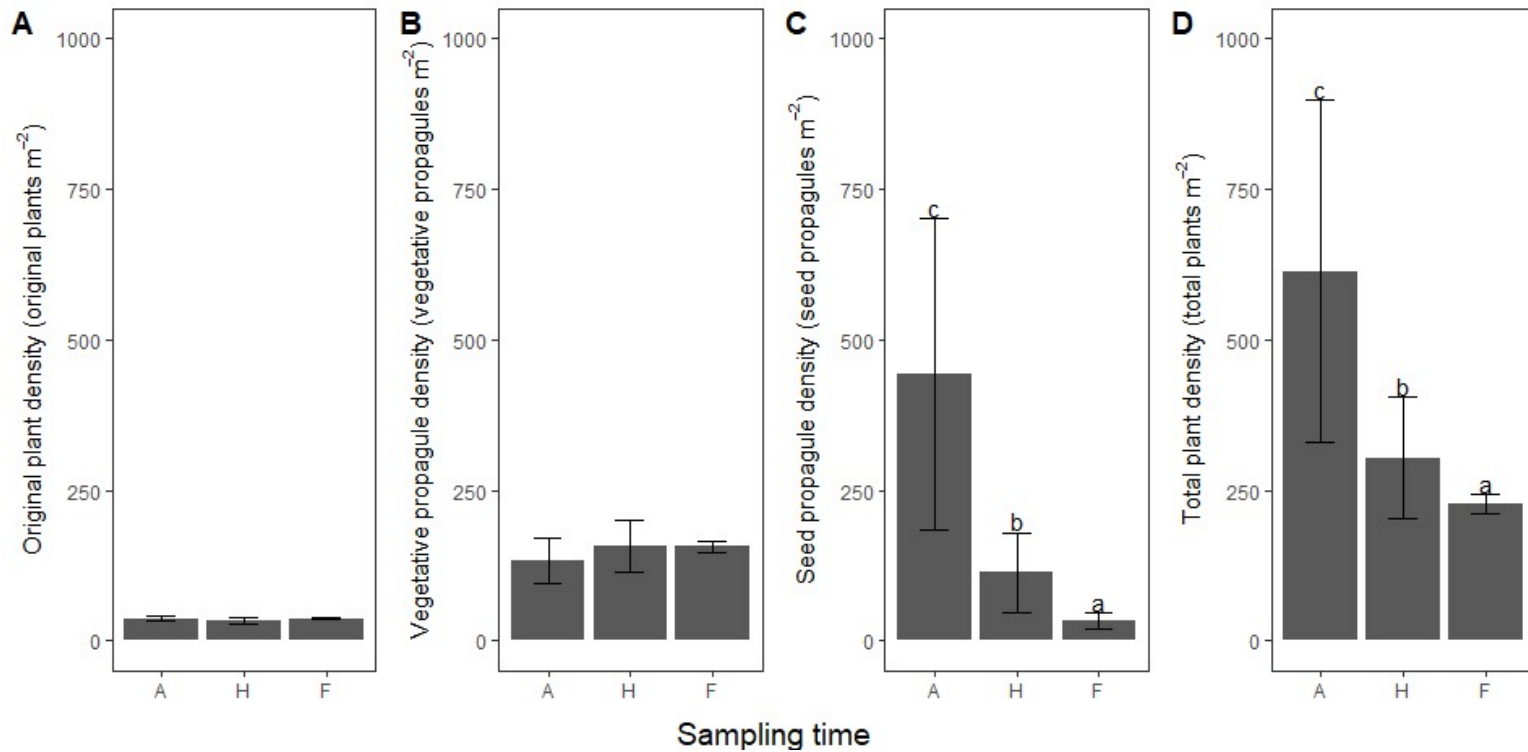 A
Original plant density (original plants m⁻²)
1000
750
500
250
0
A H F
B
Vegetative propagule density (vegetative propagules m⁻²)
1000
750
500
250
0
A H F
C
Seed propagule density (seed propagules m⁻²)
1000
750
500
250
0
c
b
a
A H F
D
Total plant density (total plants m⁻²)
1000
750
500
250
0
c
b
a
A H F
Sampling time